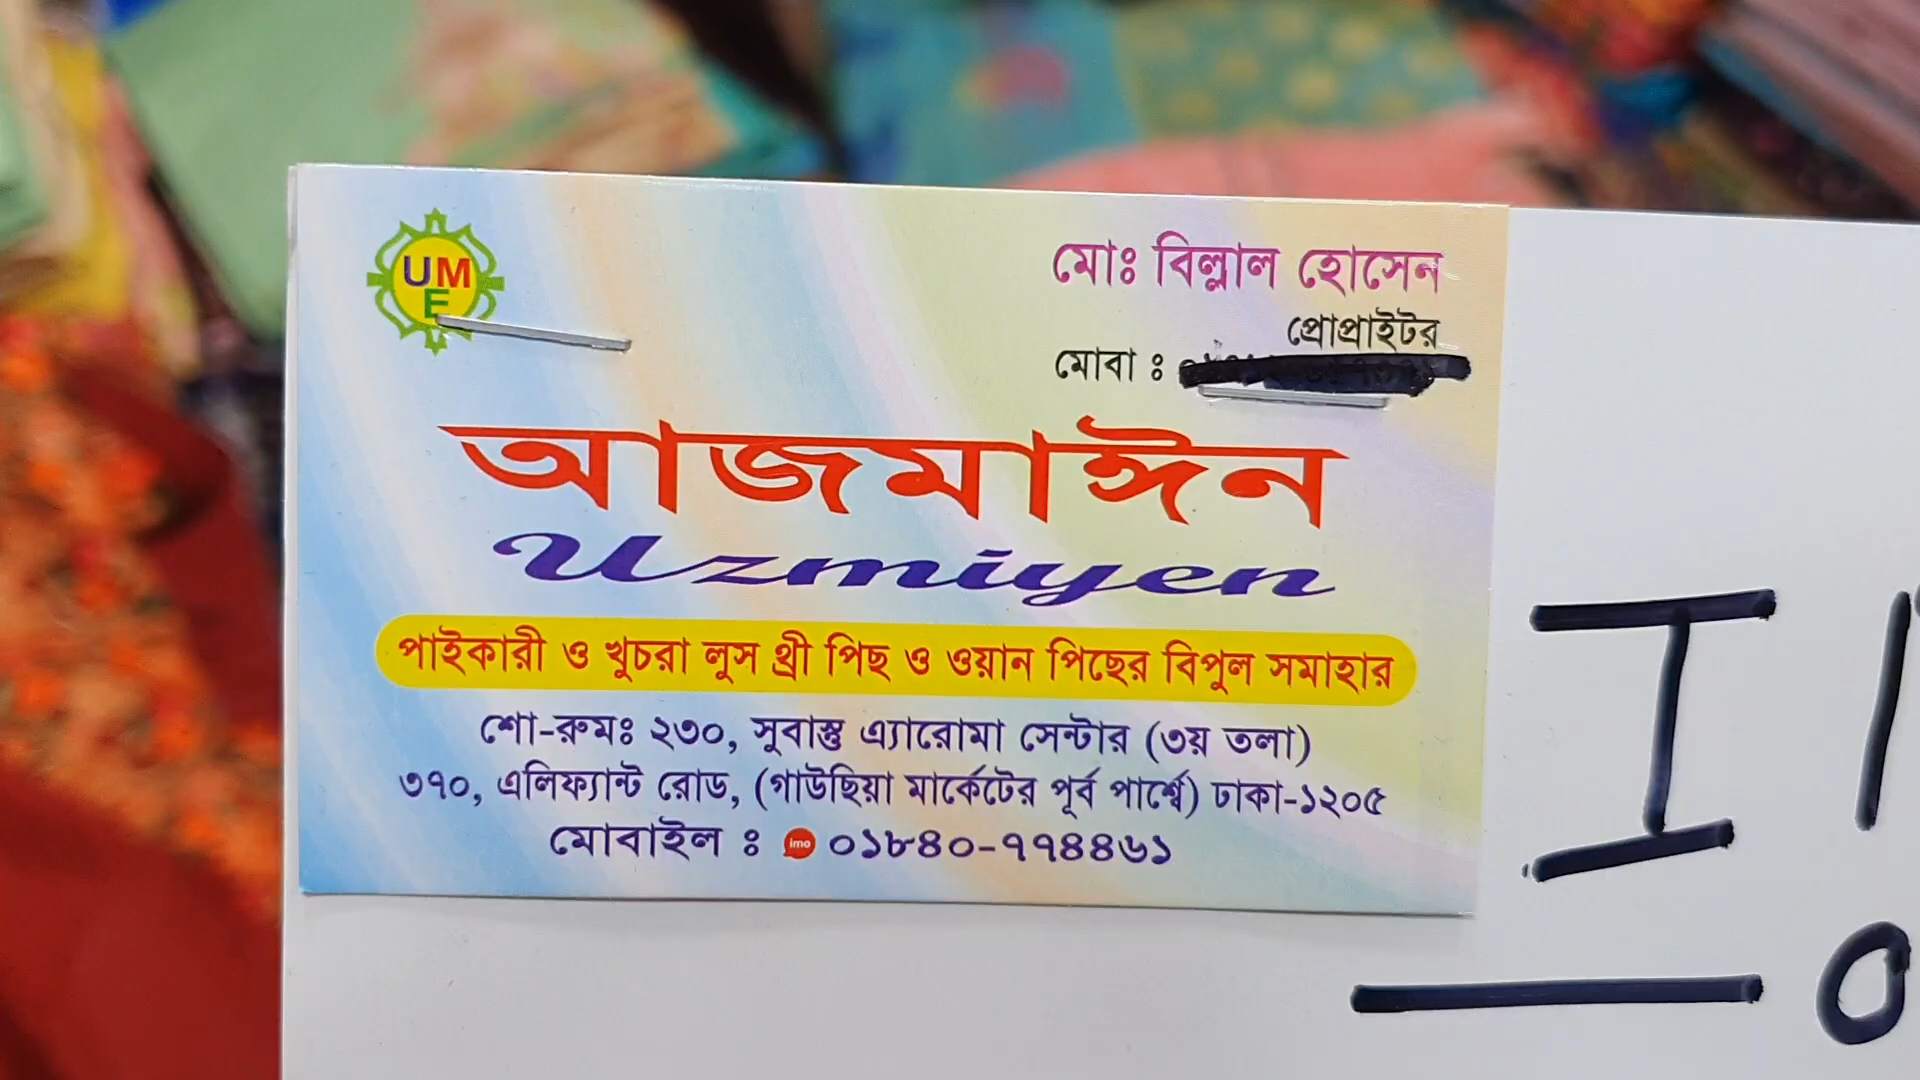 UM
E
মোঃ বিল্লাল হোসেন
প্রোপ্রাইটর
মোবা ঃ
আজমাঈন
Uzmiyen
পাইকারী ও খুচরা লুস থ্রী পিছ ও ওয়ান পিছের বিপুল সমাহার
শো-রুমঃ ২৩০, সুবাস্তু এ্যারোমা সেন্টার (৩য় তলা)
৩৭০, এলিফ্যান্ট রোড, (গাউছিয়া মার্কেটের পূর্ব পার্শ্বে) ঢাকা-১২০৫
মোবাইল ঃ imo ০১৮৪০-৭৭৪৪৬১
I